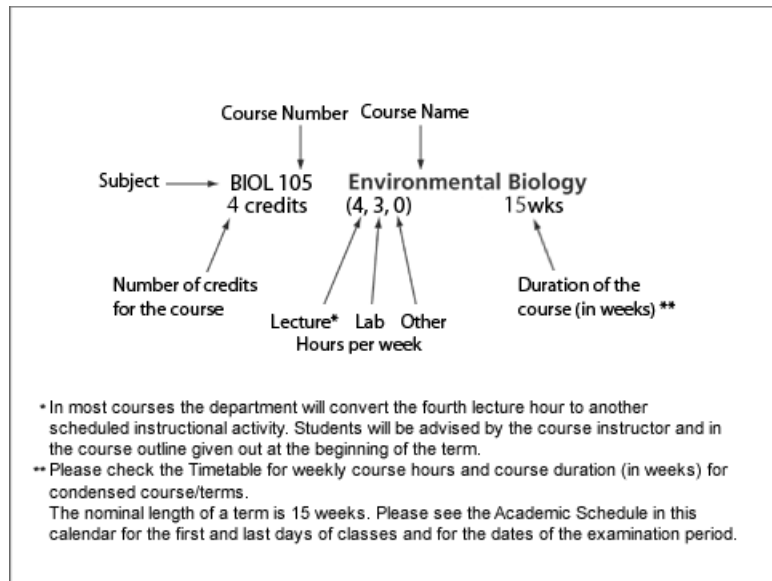 Course Number Course Name
Subject BIOL 105 Environmental Biology
4 credits (4, 3, 0) 15wks
Number of credits
for the course
Lecture* Lab Other
Hours per week
Duration of the
course (in weeks) **
* In most courses the department will convert the fourth lecture hour to another
scheduled instructional activity. Students will be advised by the course instructor and in
the course outline given out at the beginning of the term.
** Please check the Timetable for weekly course hours and course duration (in weeks) for
condensed course/terms.
The nominal length of a term is 15 weeks. Please see the Academic Schedule in this
calendar for the first and last days of classes and for the dates of the examination period.